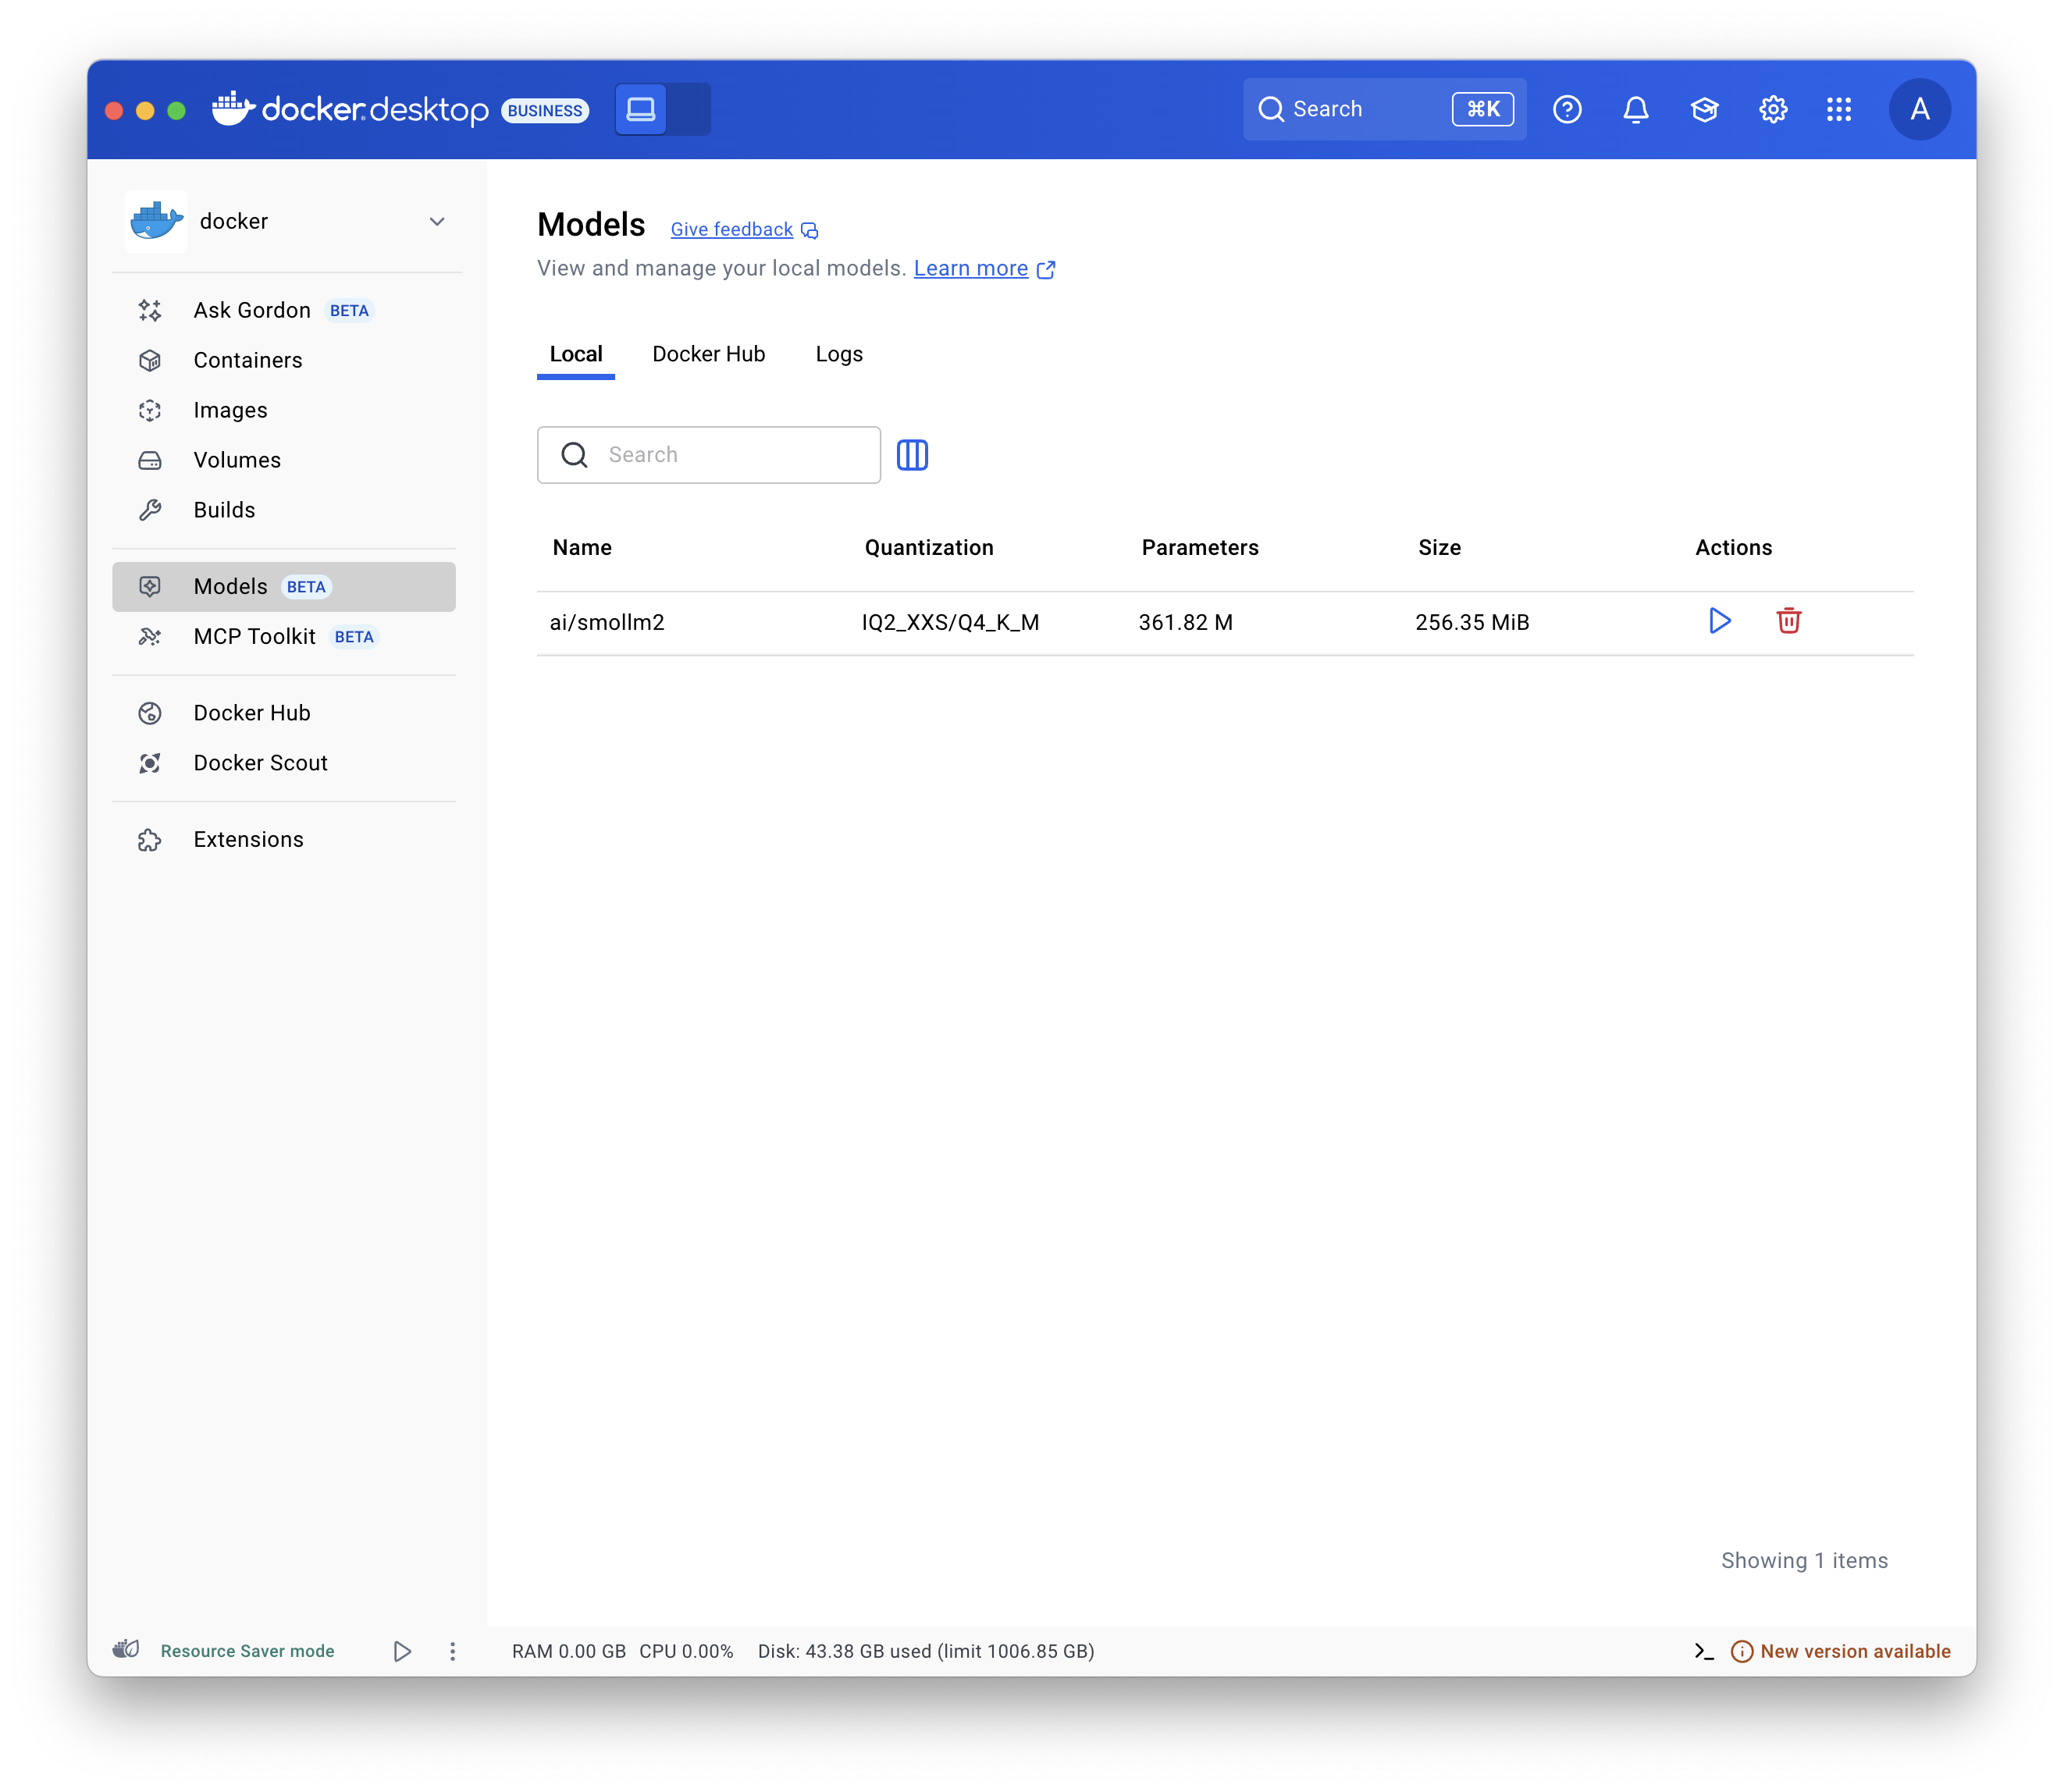 docker desktop BUSINESS
Search ⌘K
A
docker
Ask Gordon BETA
Containers
Images
Volumes
Builds
Models BETA
MCP Toolkit BETA
Docker Hub
Docker Scout
Extensions
Models Give feedback
View and manage your local models. Learn more
Local Docker Hub Logs
Search
Name Quantization Parameters Size Actions
ai/smollm2 IQ2_XXS/Q4_K_M 361.82 M 256.35 MiB
Showing 1 items
Resource Saver mode RAM 0.00 GB CPU 0.00% Disk: 43.38 GB used (limit 1006.85 GB) New version available